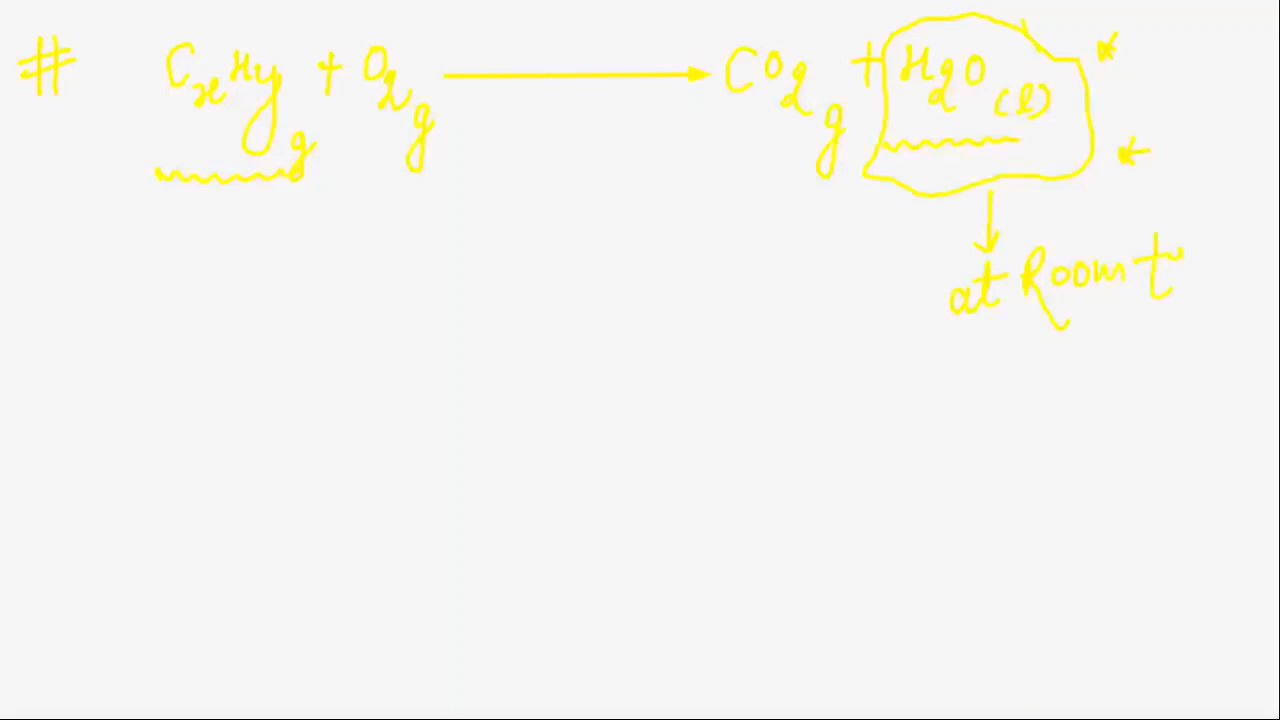 # CxHy g + O2 g ⟶ CO2 g + H2O (l)
at Room t